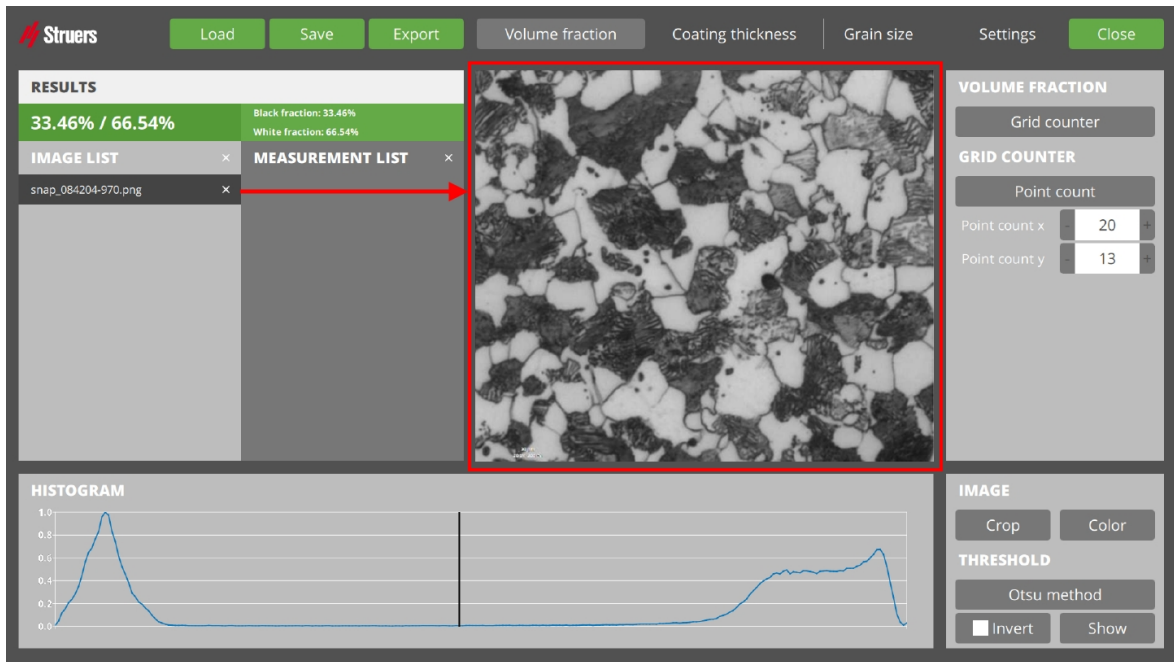 Struers
Load
Save
Export
Volume fraction
Coating thickness
Grain size
Settings
Close
RESULTS
33.46% / 66.54%
Black fraction: 33.46%
White fraction: 66.54%
IMAGE LIST ×
MEASUREMENT LIST ×
snap_084204-970.png ×
VOLUME FRACTION
Grid counter
GRID COUNTER
Point count
Point count x - 20 +
Point count y - 13 +
HISTOGRAM
1.0
0.8
0.6
0.4
0.2
0.0
IMAGE
Crop
Color
THRESHOLD
Otsu method
Invert
Show